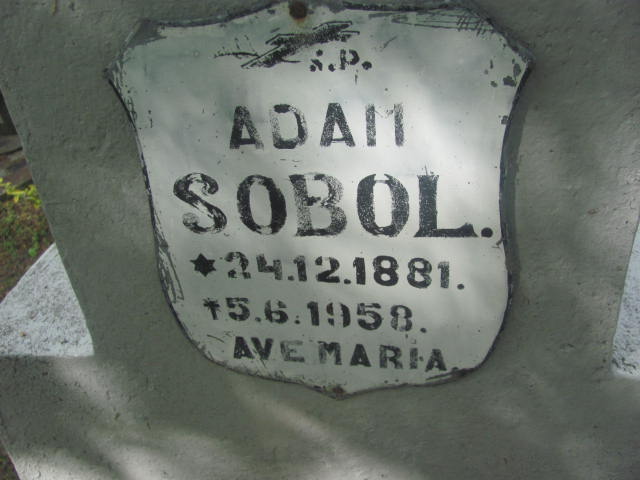 Ś.P.
ADAM
SOBOL.
*24.12.1881.
†5.6.1958.
AVE MARIA